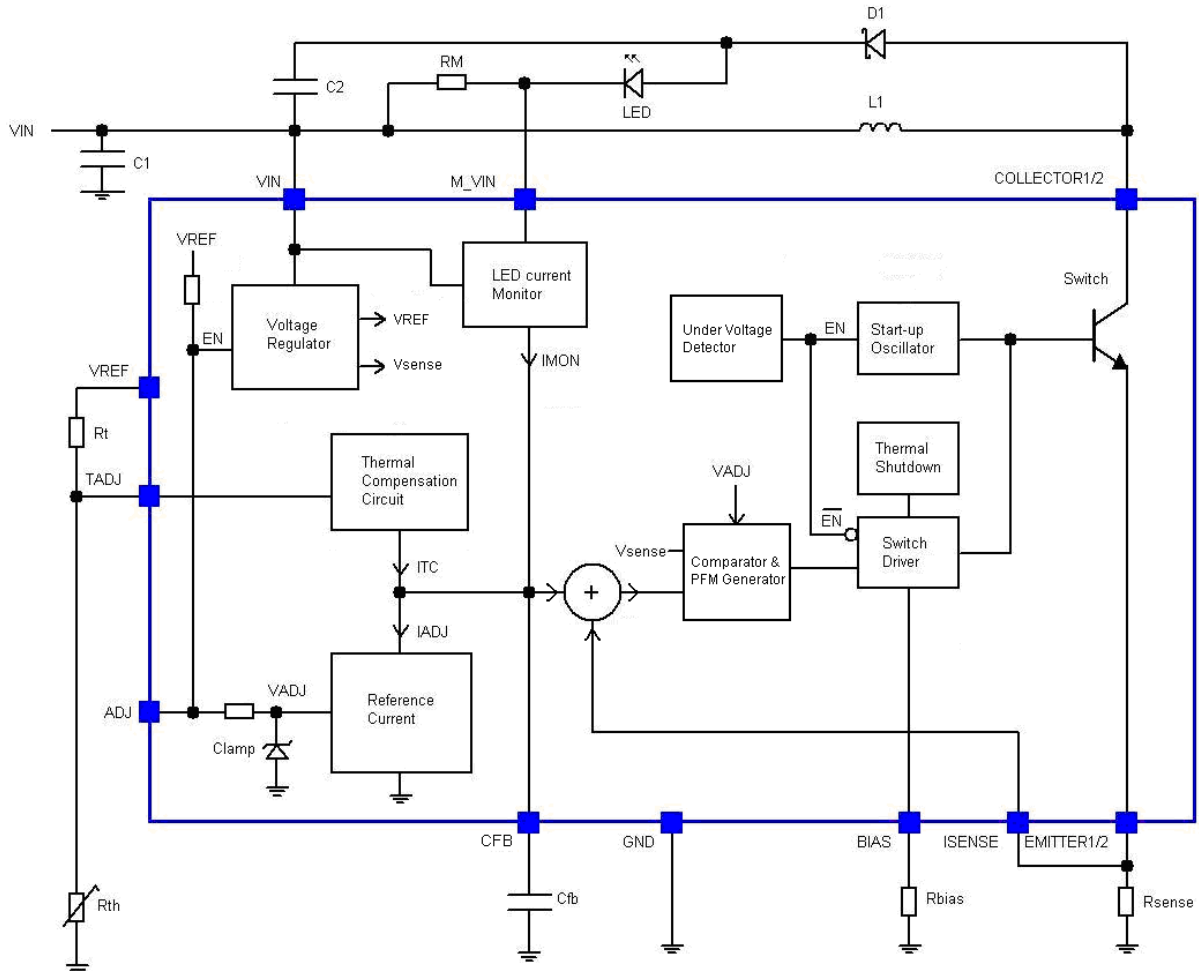 D1
RM
C2
LED
L1
VIN
C1
VIN
M_VIN
COLLECTOR1/2
VREF
LED current
Monitor
Switch
Voltage
Regulator
EN
VREF
Vsense
IMON
Under Voltage
Detector
EN
Start-up
Oscillator
VREF
Rt
TADJ
Thermal
Compensation
Circuit
Thermal
Shutdown
VADJ
EN
Switch
Driver
Vsense
Comparator &
PFM Generator
ITC
+
IADJ
Reference
Current
VADJ
ADJ
Clamp
CFB
GND
BIAS
ISENSE
EMITTER1/2
Rth
Cfb
Rbias
Rsense